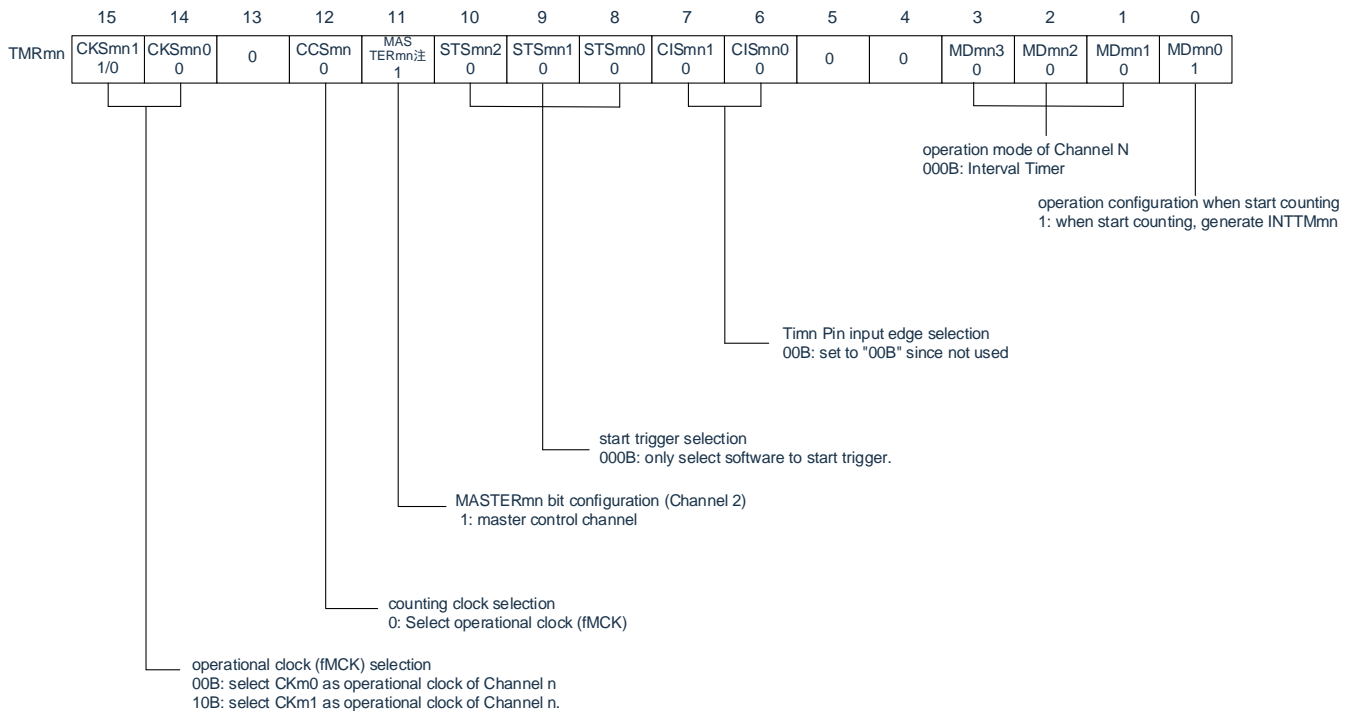 15 14 13 12 11 10 9 8 7 6 5 4 3 2 1 0
TMRmn
CKSmn1 CKSmn0 0 CCSmn MAS STSmn2 STSmn1 STSmn0 CISmn1 CISmn0 0 0 MDmn3 MDmn2 MDmn1 MDmn0
TERmn注
1/0 0 0 1 0 0 0 0 0 0 0 0 1
operation mode of Channel N
000B: Interval Timer
operation configuration when start counting
1: when start counting, generate INTTMmn
Timn Pin input edge selection
00B: set to "00B" since not used
start trigger selection
000B: only select software to start trigger.
MASTERmn bit configuration (Channel 2)
1: master control channel
counting clock selection
0: Select operational clock (fMCK)
operational clock (fMCK) selection
00B: select CKm0 as operational clock of Channel n
10B: select CKm1 as operational clock of Channel n.